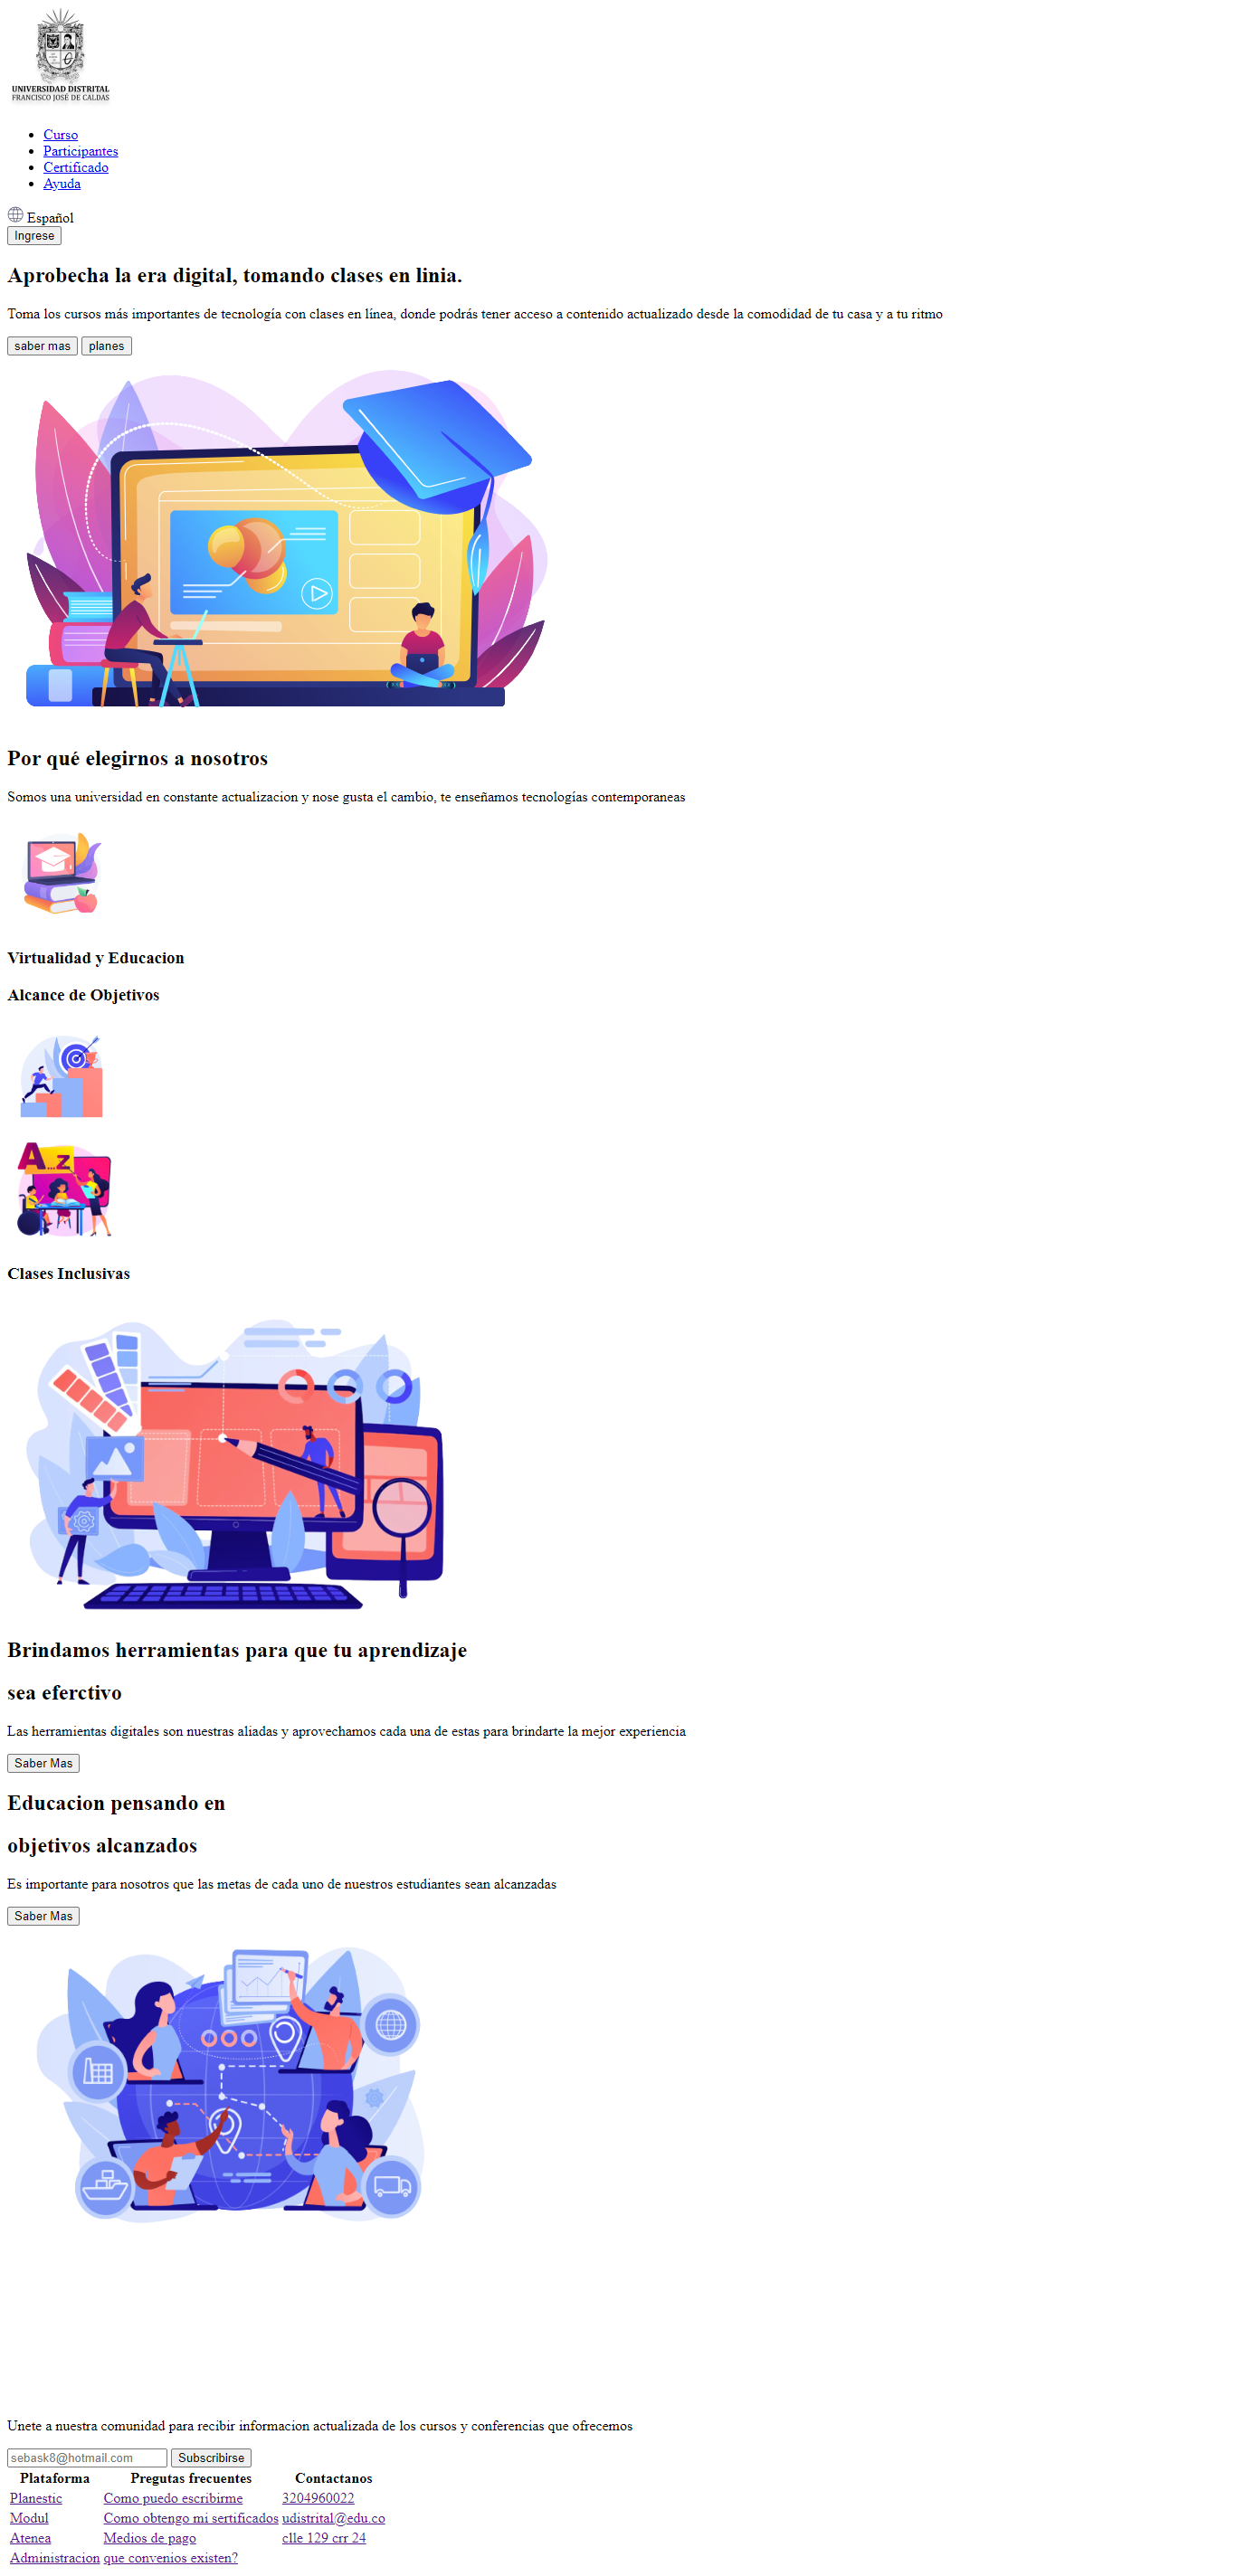 UNIVERSIDAD DISTRITAL
FRANCISCO JOSÉ DE CALDAS
Curso
Participantes
Certificado
Ayuda
Español
Ingrese
Aprobecha la era digital, tomando clases en linia.
Toma los cursos más importantes de tecnología con clases en línea, donde podrás tener acceso a contenido actualizado desde la comodidad de tu casa y a tu ritmo
saber mas planes
Por qué elegirnos a nosotros
Somos una universidad en constante actualizacion y nose gusta el cambio, te enseñamos tecnologías contemporaneas
Virtualidad y Educacion
Alcance de Objetivos
A...Z
Clases Inclusivas
Brindamos herramientas para que tu aprendizaje
sea eferctivo
Las herramientas digitales son nuestras aliadas y aprovechamos cada una de estas para brindarte la mejor experiencia
Saber Mas
Educacion pensando en
objetivos alcanzados
Es importante para nosotros que las metas de cada uno de nuestros estudiantes sean alcanzadas
Saber Mas
Unete a nuestra comunidad para recibir informacion actualizada de los cursos y conferencias que ofrecemos
sebask8@hotmail.com Subscribirse
Plataforma Pregutas frecuentes Contactanos
Planestic Como puedo escribirme 3204960022
Modul Como obtengo mi sertificados udistrital@edu.co
Atenea Medios de pago clle 129 crr 24
Administracion que convenios existen?